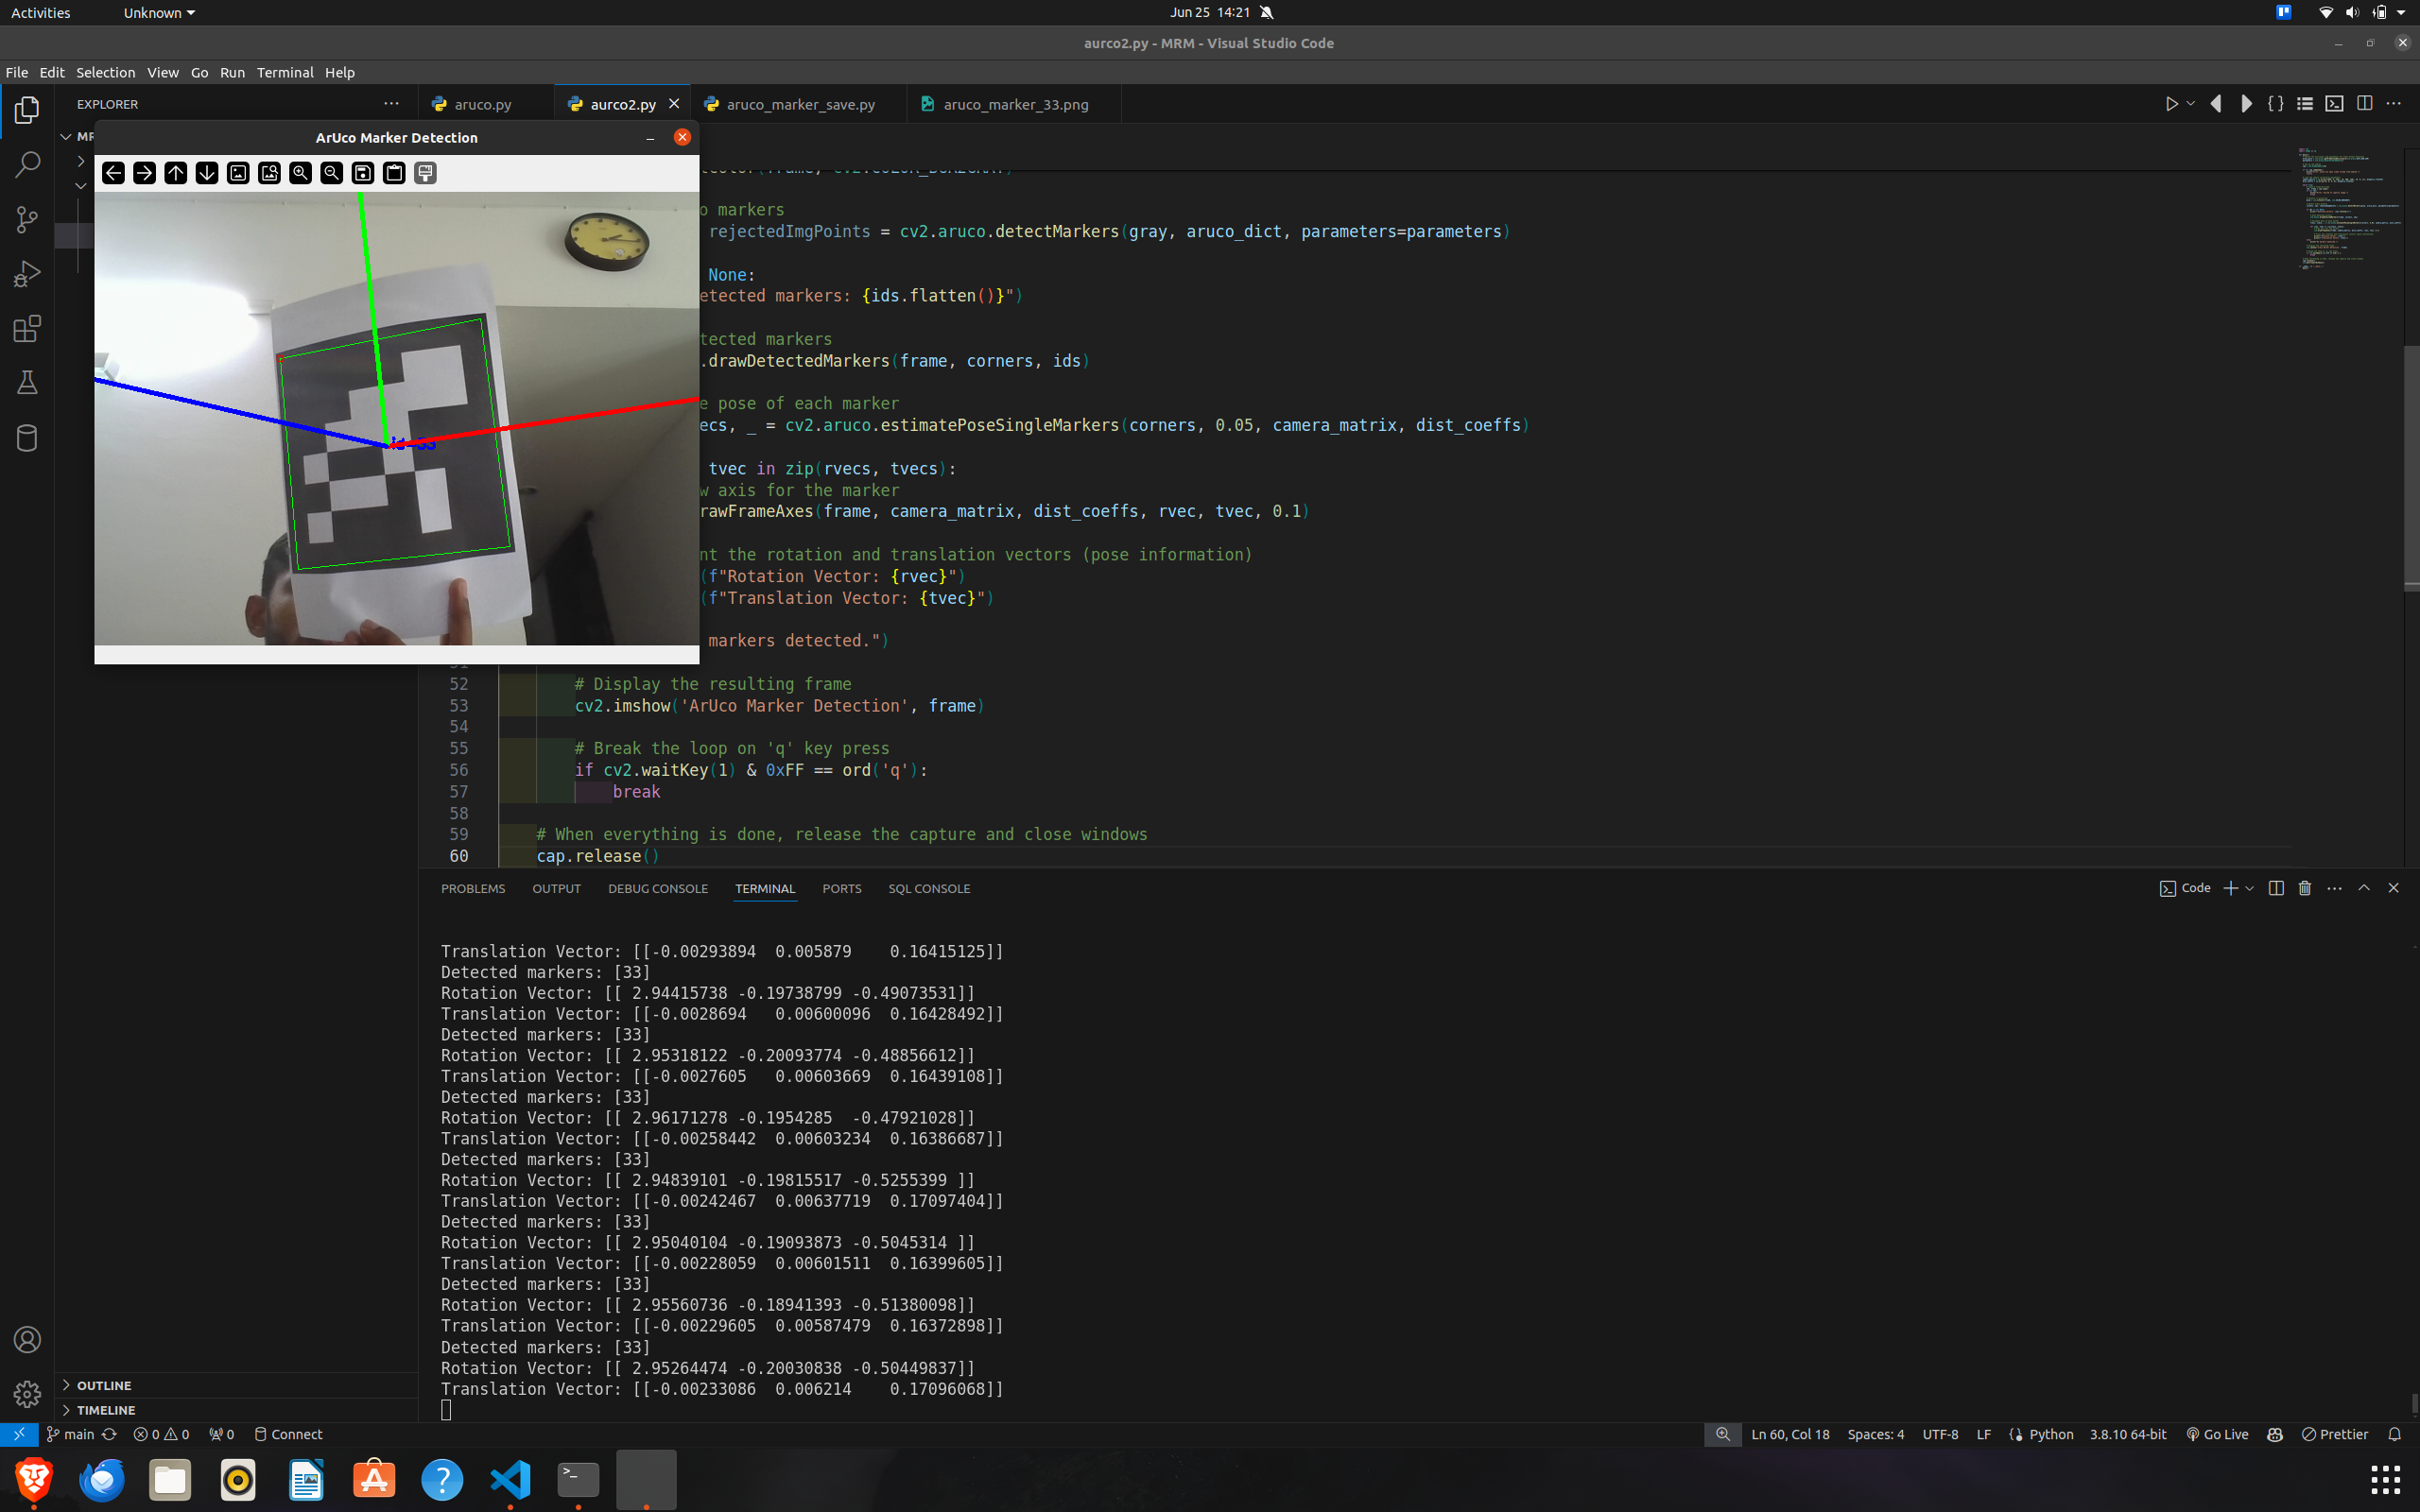 Activities
Unknown
Jun 25 14:21
aurco2.py - MRM - Visual Studio Code
File Edit Selection View Go Run Terminal Help
EXPLORER
aruco.py
aurco2.py
aruco_marker_save.py
aruco_marker_33.png
ArUco Marker Detection
o markers
rejectedImgPoints = cv2.aruco.detectMarkers(gray, aruco_dict, parameters=parameters)
None:
etected markers: {ids.flatten()}")
tected markers
.drawDetectedMarkers(frame, corners, ids)
e pose of each marker
ecs, _ = cv2.aruco.estimatePoseSingleMarkers(corners, 0.05, camera_matrix, dist_coeffs)
tvec in zip(rvecs, tvecs):
w axis for the marker
rawFrameAxes(frame, camera_matrix, dist_coeffs, rvec, tvec, 0.1)
nt the rotation and translation vectors (pose information)
(f"Rotation Vector: {rvec}")
(f"Translation Vector: {tvec}")
markers detected.")
52 # Display the resulting frame
53 cv2.imshow('ArUco Marker Detection', frame)
54
55 # Break the loop on 'q' key press
56 if cv2.waitKey(1) & 0xFF == ord('q'):
57 break
58
59 # When everything is done, release the capture and close windows
60 cap.release()
PROBLEMS OUTPUT DEBUG CONSOLE TERMINAL PORTS SQL CONSOLE
Code
Translation Vector: [[-0.00293894 0.005879 0.16415125]]
Detected markers: [33]
Rotation Vector: [[ 2.94415738 -0.19738799 -0.49073531]]
Translation Vector: [[-0.0028694 0.00600096 0.16428492]]
Detected markers: [33]
Rotation Vector: [[ 2.95318122 -0.20093774 -0.48856612]]
Translation Vector: [[-0.0027605 0.00603669 0.16439108]]
Detected markers: [33]
Rotation Vector: [[ 2.96171278 -0.1954285 -0.47921028]]
Translation Vector: [[-0.00258442 0.00603234 0.16386687]]
Detected markers: [33]
Rotation Vector: [[ 2.94839101 -0.19815517 -0.5255399 ]]
Translation Vector: [[-0.00242467 0.00637719 0.17097404]]
Detected markers: [33]
Rotation Vector: [[ 2.95040104 -0.19093873 -0.5045314 ]]
Translation Vector: [[-0.00228059 0.00601511 0.16399605]]
Detected markers: [33]
Rotation Vector: [[ 2.95560736 -0.18941393 -0.51380098]]
Translation Vector: [[-0.00229605 0.00587479 0.16372898]]
Detected markers: [33]
Rotation Vector: [[ 2.95264474 -0.20030838 -0.50449837]]
Translation Vector: [[-0.00233086 0.006214 0.17096068]]
OUTLINE
TIMELINE
main 0 0 0 Connect
Ln 60, Col 18 Spaces: 4 UTF-8 LF Python 3.8.10 64-bit Go Live Prettier